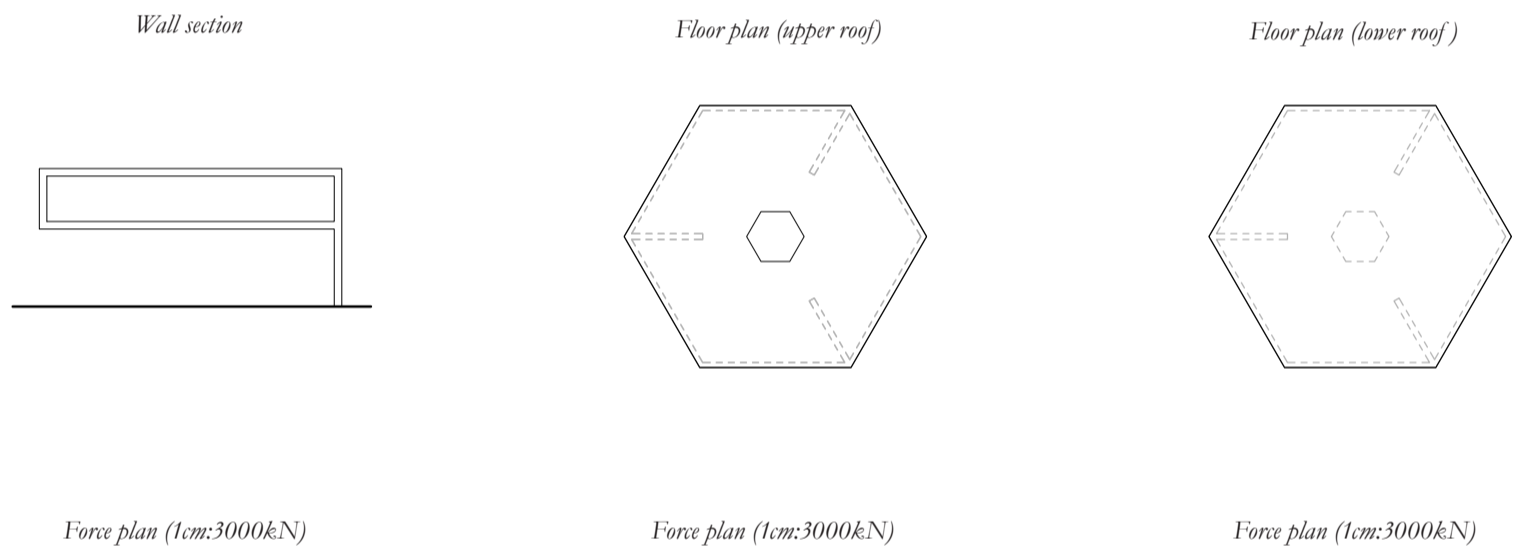 Wall section
Floor plan (upper roof)
Floor plan (lower roof )
Force plan (1cm:3000kN)
Force plan (1cm:3000kN)
Force plan (1cm:3000kN)